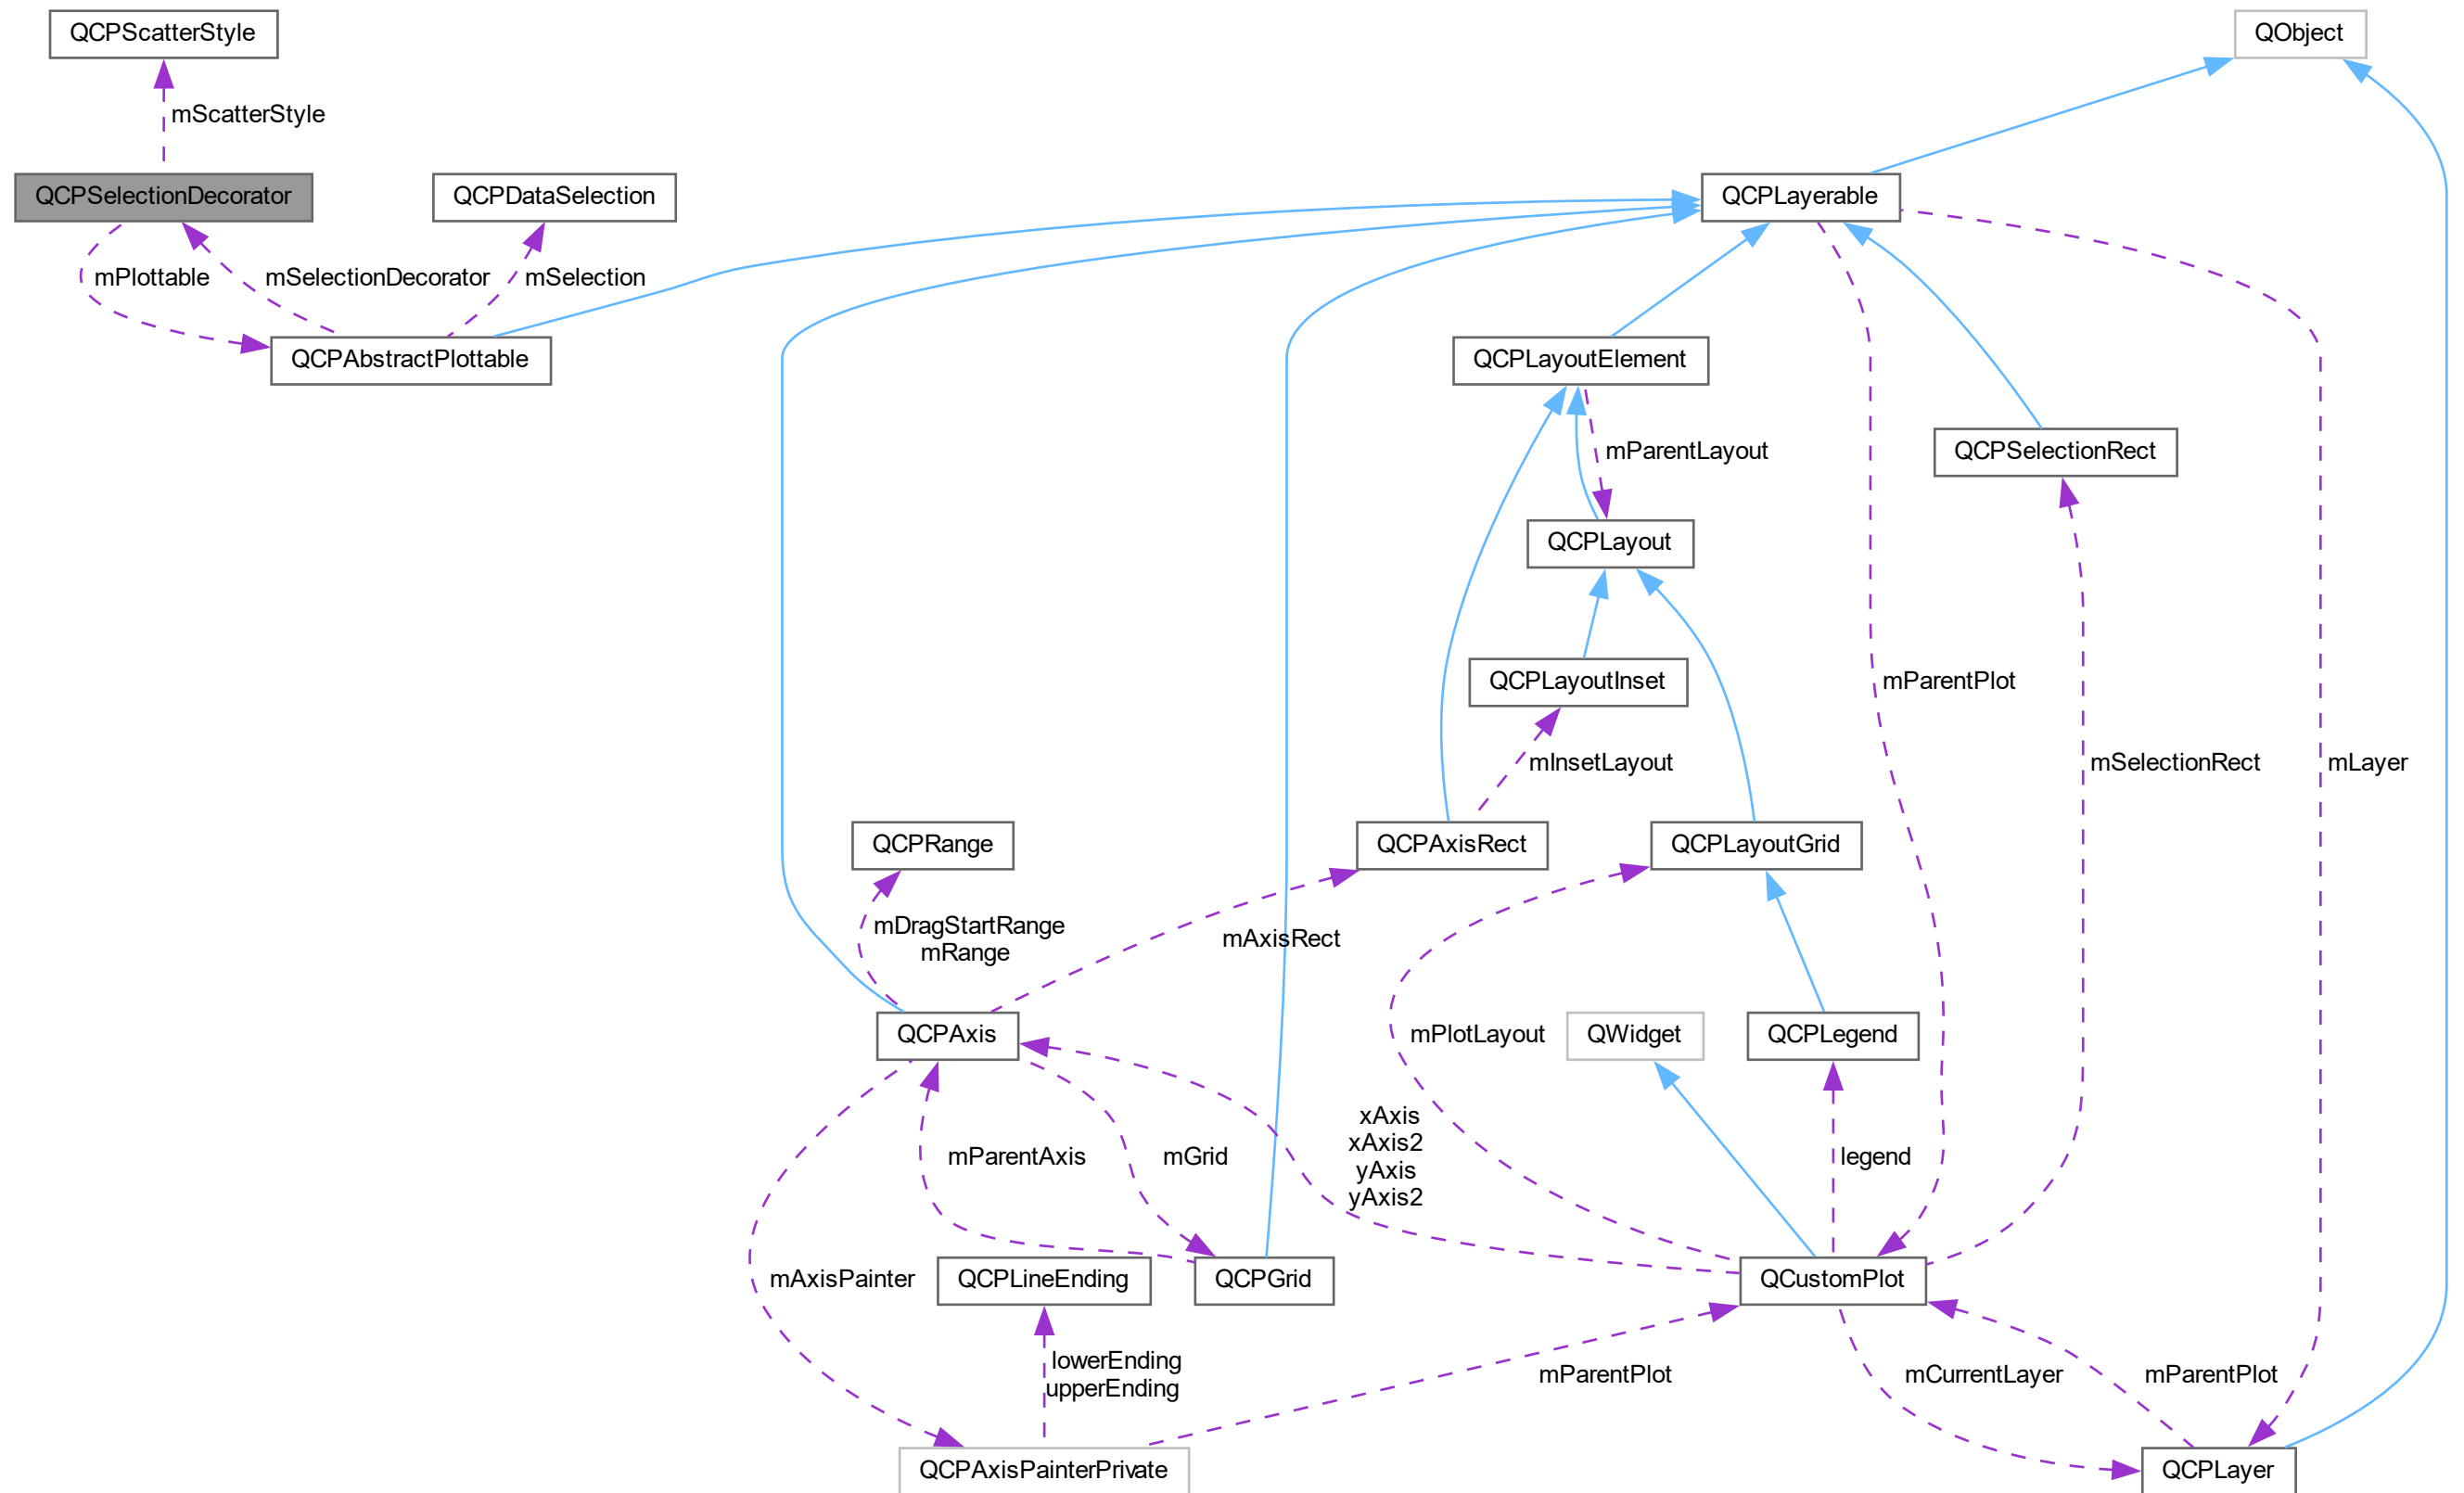 QCPScatterStyle
QObject
mScatterStyle
QCPSelectionDecorator
QCPDataSelection
QCPLayerable
mPlottable
mSelectionDecorator
mSelection
QCPAbstractPlottable
QCPLayoutElement
mParentLayout
QCPSelectionRect
QCPLayout
QCPLayoutInset
mParentPlot
mInsetLayout
mSelectionRect
mLayer
QCPRange
QCPAxisRect
QCPLayoutGrid
mDragStartRange
mRange
mAxisRect
QCPAxis
mPlotLayout
QWidget
QCPLegend
xAxis
xAxis2
yAxis
yAxis2
mParentAxis
mGrid
legend
mAxisPainter
QCPLineEnding
QCPGrid
QCustomPlot
lowerEnding
upperEnding
mParentPlot
mCurrentLayer
mParentPlot
QCPAxisPainterPrivate
QCPLayer